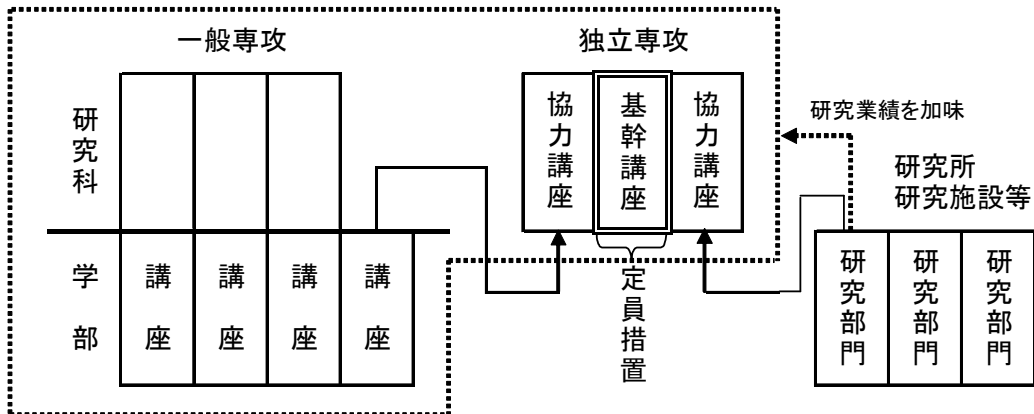 一般専攻
独立専攻
研究科
協力講座
基幹講座
協力講座
研究業績を加味
研究所
研究施設等
学部
講座
講座
講座
講座
定員措置
研究部門
研究部門
研究部門